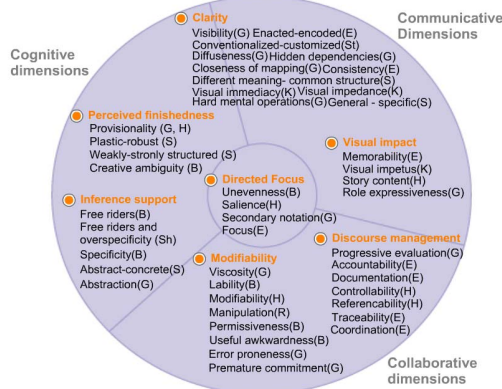 Clarity
Visibility(G) Enacted-encoded(E)
Conventionalized-customized(St)
Diffuseness(G)Hidden dependencies(G)
Closeness of mapping(G)Consistency(E)
Different meaning- common structure(S)
Visual immediacy(K)Visual impedance(K)
Hard mental operations(G)General - specific(S)
Communicative
Dimensions
Cognitive
dimensions
Perceived finishedness
Provisionality (G, H)
Plastic-robust (S)
Weakly-stronly structured (S)
Creative ambiguity (B)
Visual impact
Memorability(E)
Visual impetus(K)
Story content(H)
Role expressiveness(G)
Directed Focus
Unevenness(B)
Salience(H)
Secondary notation(G)
Focus(E)
Inference support
Free riders(B)
Free riders and
overspecificity (Sh)
Specificity(B)
Abstract-concrete(S)
Abstraction(G)
Discourse management
Progressive evaluation(G)
Accountability(E)
Documentation(E)
Controllability(H)
Referencability(H)
Traceability(E)
Coordination(E)
Modifiability
Viscosity(G)
Lability(B)
Modifiability(H)
Manipulation(R)
Permissiveness(B)
Useful awkwardness(B)
Error proneness(G)
Premature commitment(G)
Collaborative
dimensions